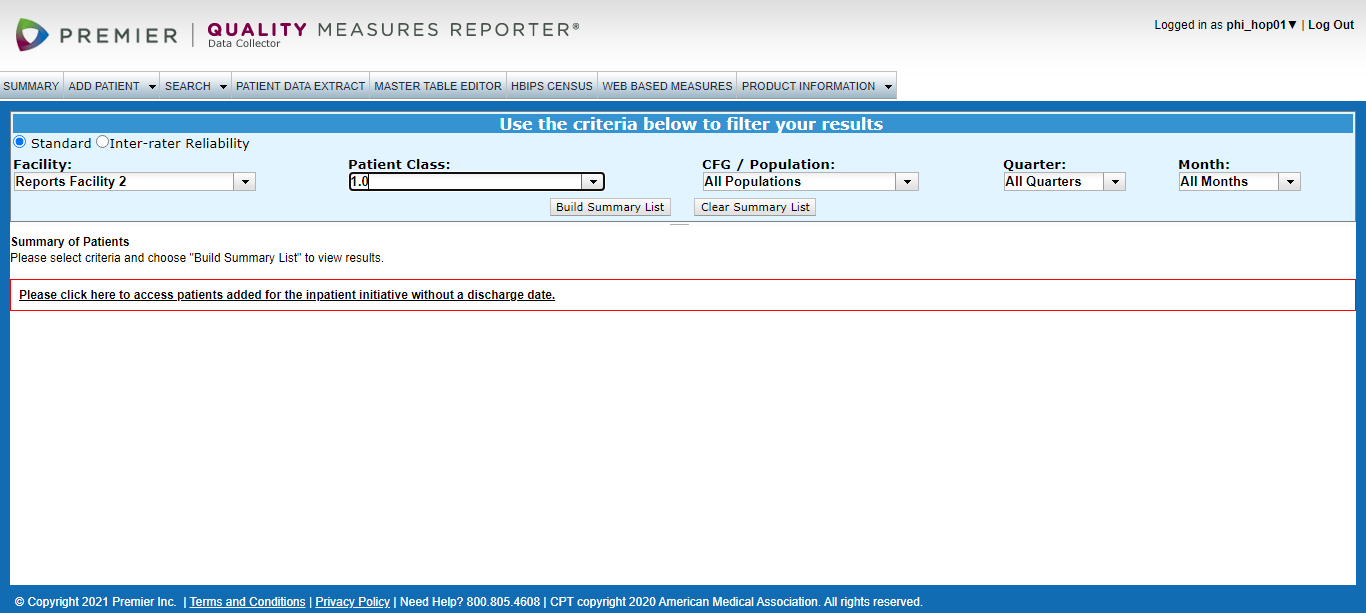 PREMIER | QUALITY MEASURES REPORTER®
Data Collector
Logged in as phi_hop01▼ | Log Out
SUMMARY ADD PATIENT SEARCH PATIENT DATA EXTRACT MASTER TABLE EDITOR HBIPS CENSUS WEB BASED MEASURES PRODUCT INFORMATION
Use the criteria below to filter your results
Standard Inter-rater Reliability
Facility: Patient Class: CFG / Population: Quarter: Month:
Reports Facility 2 1.0 All Populations All Quarters All Months
Build Summary List Clear Summary List
Summary of Patients
Please select criteria and choose "Build Summary List" to view results.
Please click here to access patients added for the inpatient initiative without a discharge date.
© Copyright 2021 Premier Inc. | Terms and Conditions | Privacy Policy | Need Help? 800.805.4608 | CPT copyright 2020 American Medical Association. All rights reserved.